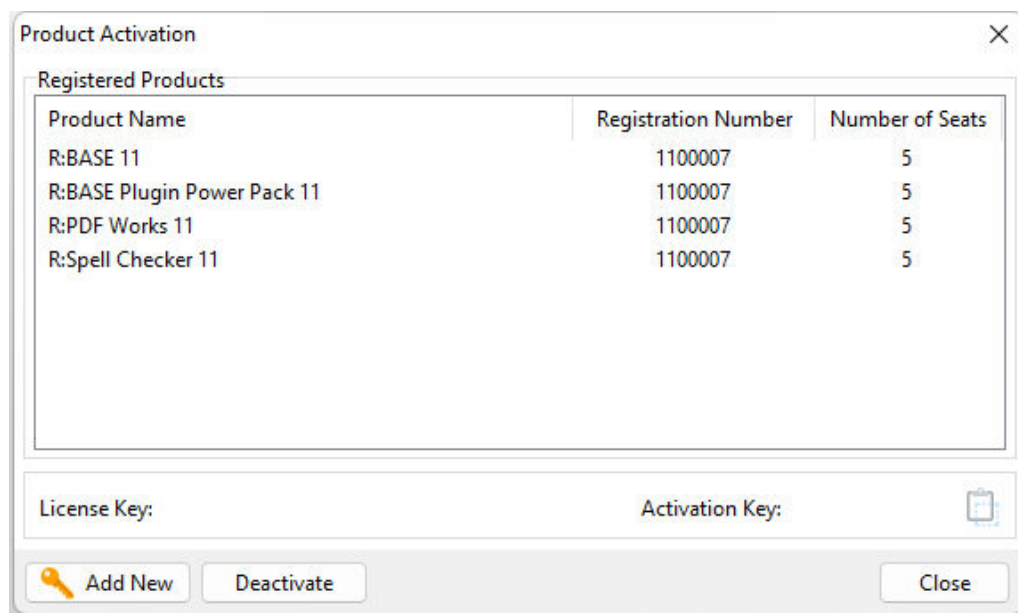 Product Activation
Registered Products
Product Name Registration Number Number of Seats
R:BASE 11 1100007 5
R:BASE Plugin Power Pack 11 1100007 5
R:PDF Works 11 1100007 5
R:Spell Checker 11 1100007 5
License Key: Activation Key:
Add New Deactivate Close